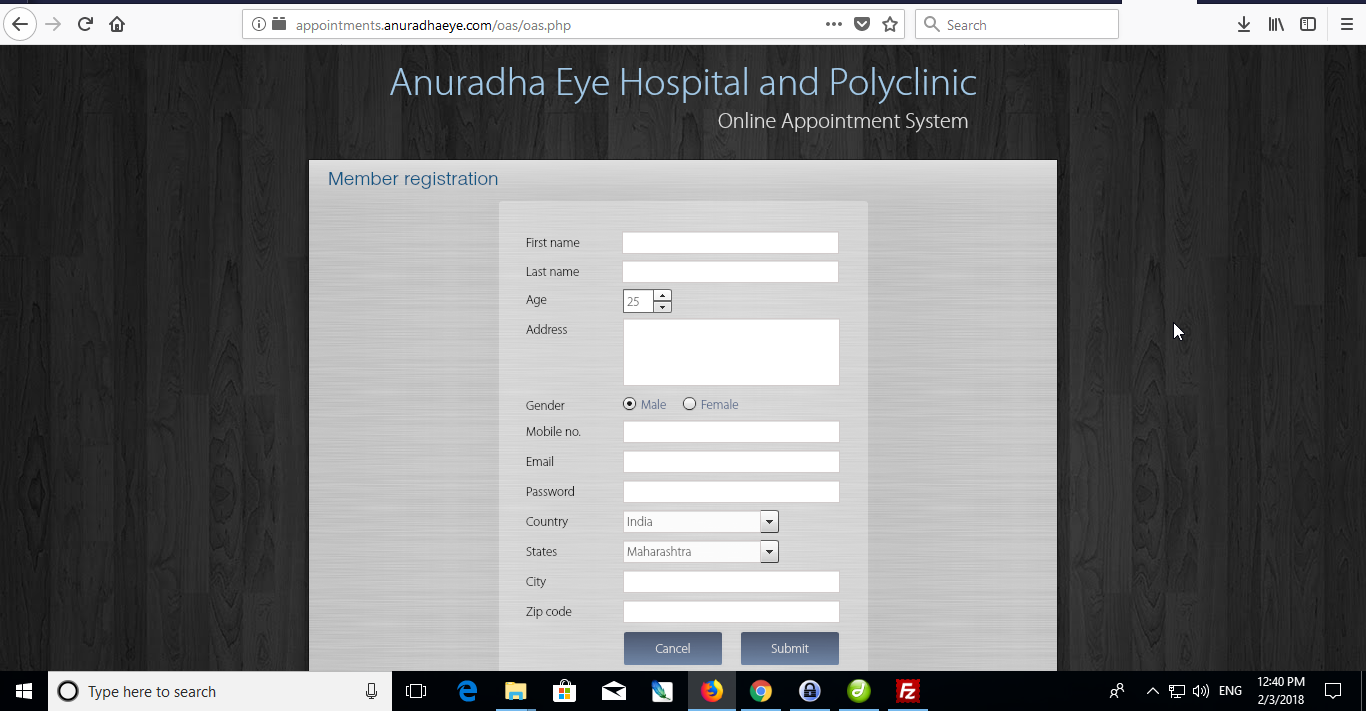 appointments.anuradhaeye.com/oas/oas.php
Search
Anuradha Eye Hospital and Polyclinic
Online Appointment System
Member registration
First name
Last name
Age 25
Address
Gender Male Female
Mobile no.
Email
Password
Country India
States Maharashtra
City
Zip code
Cancel Submit
Type here to search
ENG
12:40 PM
2/3/2018